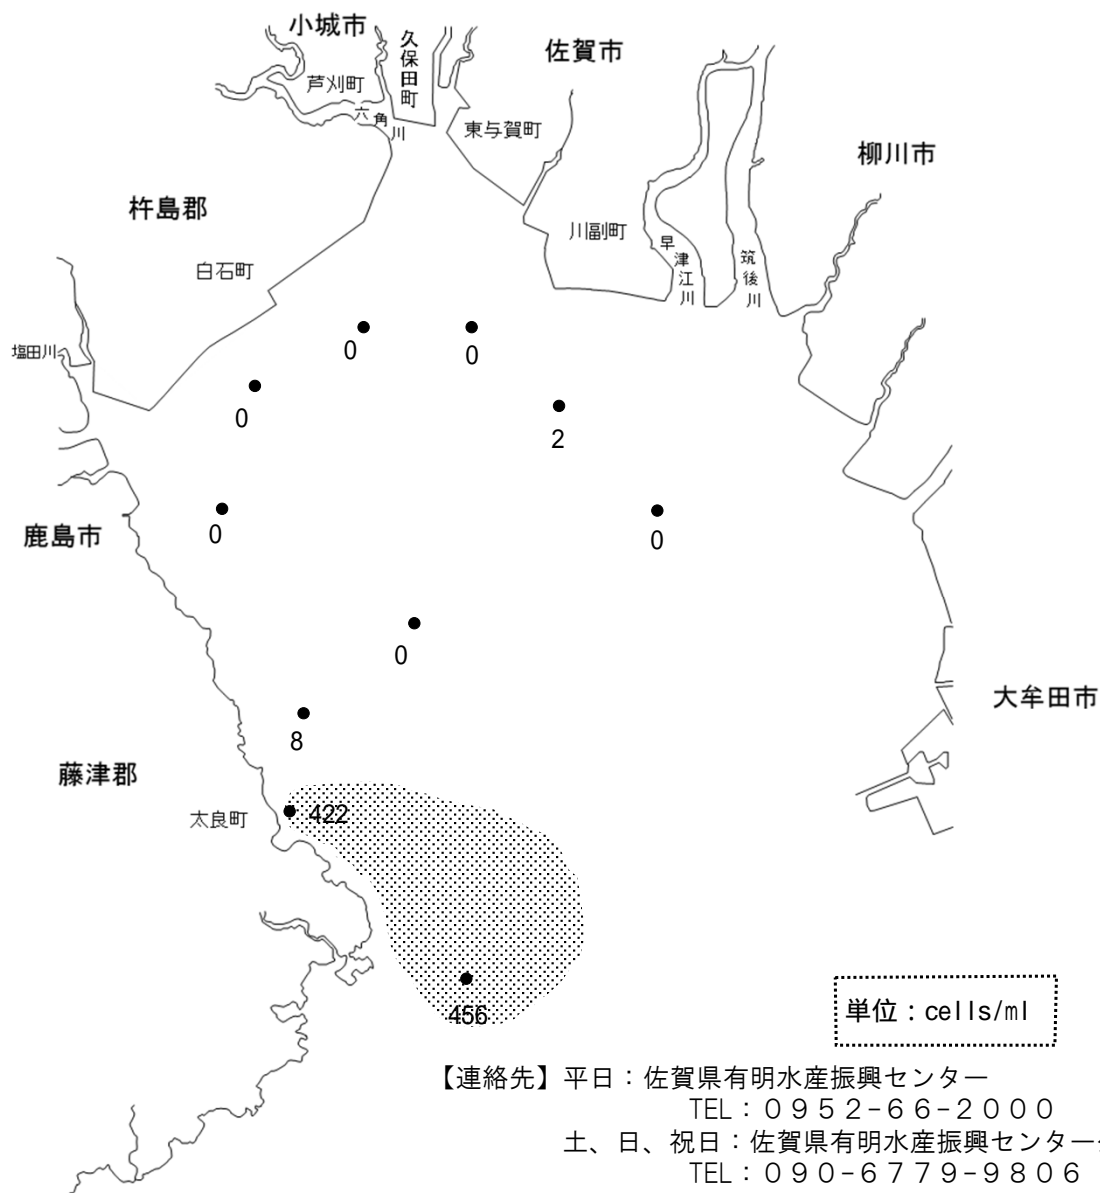 小城市
久保田町
佐賀市
芦刈町
六角川
東与賀町
柳川市
杵島郡
川副町
早津江川
筑後川
白石町
塩田川
0
0
0
2
0
0
鹿島市
0
大牟田市
8
藤津郡
太良町
422
456
単位：cells/ml
【連絡先】平日：佐賀県有明水産振興センター
TEL：０９５２-６６-２０００
土、日、祝日：佐賀県有明水産振興センター
TEL：０９０-６７７９-９８０６